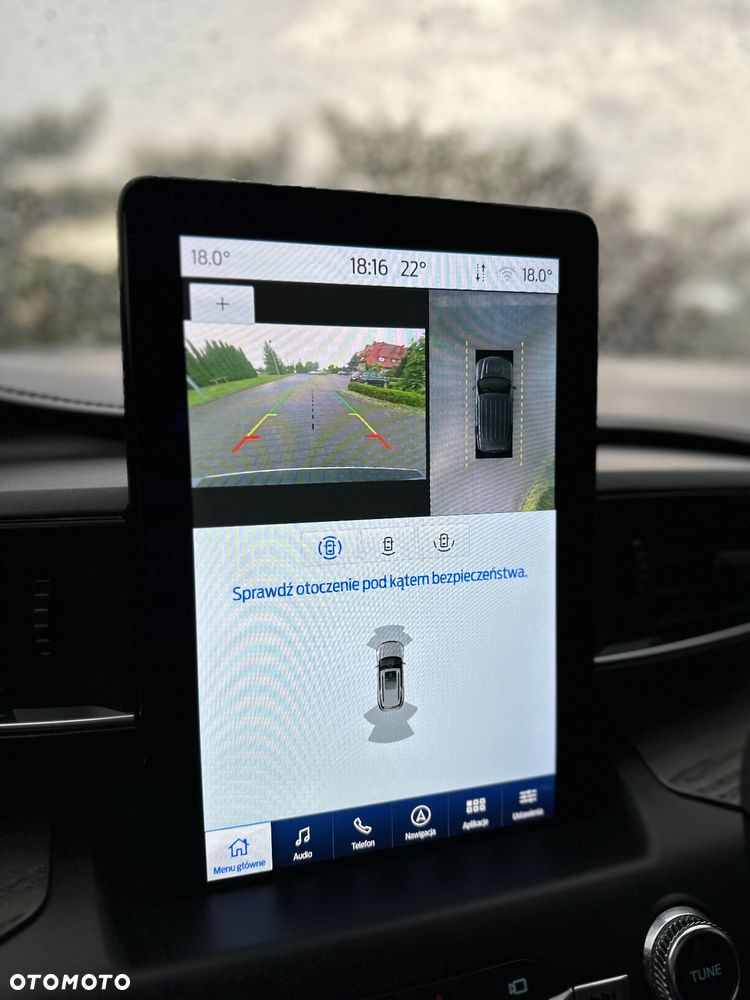 18.0°
18:16 22°
18.0°
+
Sprawdź otoczenie pod kątem bezpieczeństwa.
Menu główne
Audio
Telefon
Nawigacja
Aplikacje
Ustawienia
TUNE
OTOMOTO